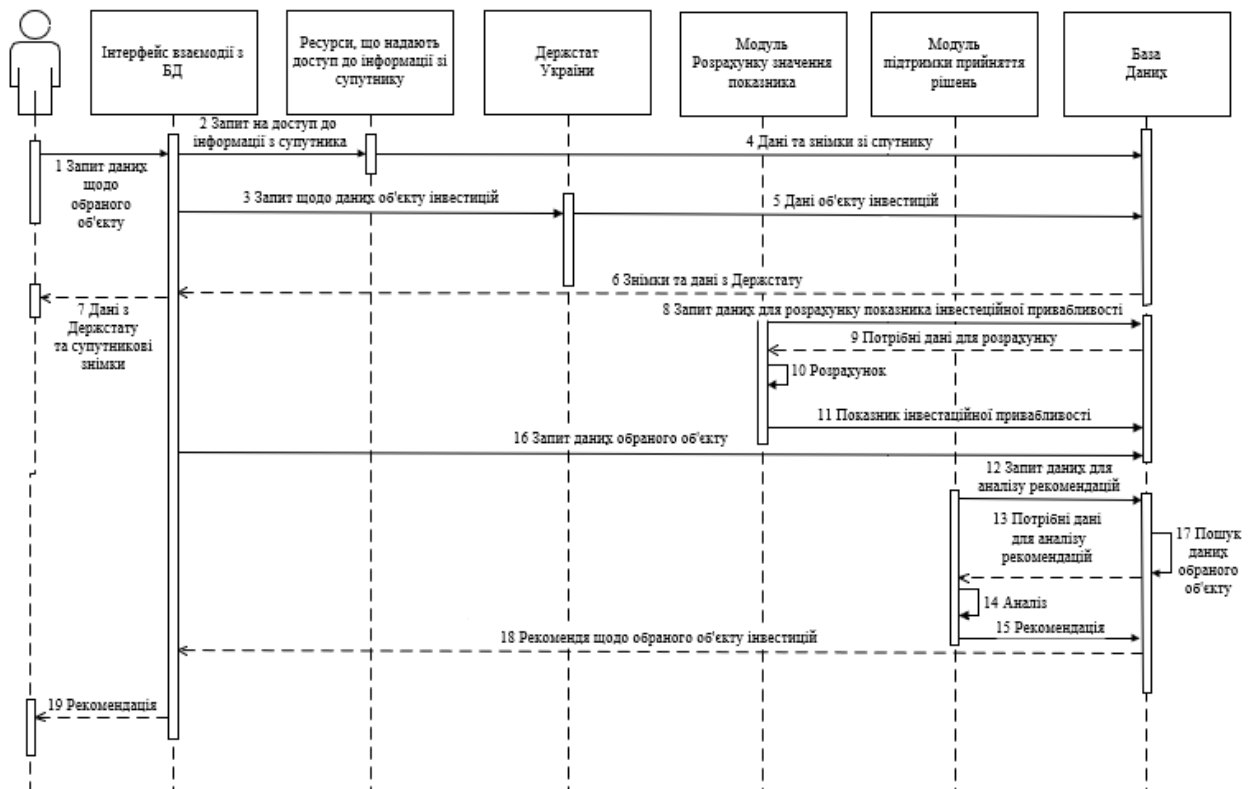 Інтерфейс взаємодії з
БД
Ресурси, що надають
доступ до інформації зі
супутнику
Держстат
України
Модуль
Розрахунку значення
показника
Модуль
підтримки прийняття
рішень
База
Даних
2 Запит на доступ до
інформації з супутника
4 Дані та знімки зі спутнику
1 Запит даних
щодо
обраного
об'єкту
3 Запит щодо даних об'єкту інвестицій
5 Дані об'єкту інвестицій
6 Знімки та дані з Держстату
7 Дані з
Держстату
та супутникові
знімки
8 Запит даних для розрахунку показника інвестеційної привабливості
9 Потрібні дані для розрахунку
10 Розрахунок
11 Показник інвестаційної привабливості
16 Запит даних обраного об'єкту
12 Запит даних для
аналізу рекомендацій
13 Потрібні дані
для аналізу
рекомендацій
17 Пошук
даних
обраного
об'єкту
14 Аналіз
15 Рекомендація
18 Рекомендя щодо обраного об'єкту інвестицій
19 Рекомендація